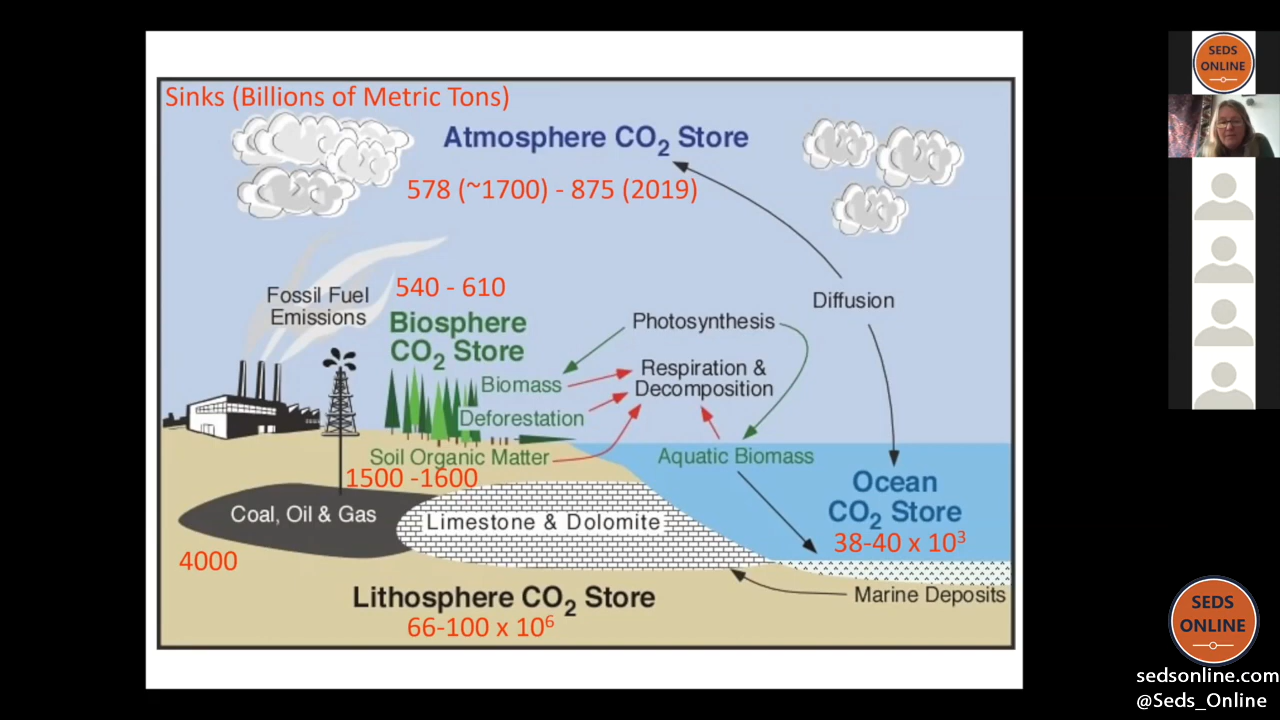 Sinks (Billions of Metric Tons)
Atmosphere CO₂ Store
578 (~1700) - 875 (2019)
Fossil Fuel
Emissions
540 - 610
Biosphere
CO₂ Store
Photosynthesis
Diffusion
Respiration &
Decomposition
Biomass
Deforestation
Soil Organic Matter
1500 -1600
Aquatic Biomass
Ocean
CO₂ Store
38-40 x 10³
Coal, Oil & Gas
Limestone & Dolomite
4000
Lithosphere CO₂ Store
66-100 x 10⁶
Marine Deposits
SEDS
ONLINE
SEDS
ONLINE
sedsonline.com
@Seds_Online